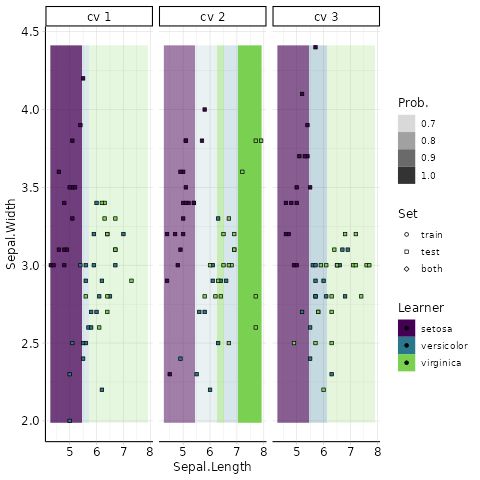 cv 1 cv 2 cv 3
4.5
4.0
3.5
3.0
2.5
2.0
Sepal.Width
5 6 7 8 5 6 7 8 5 6 7 8
Sepal.Length
Prob.
0.7
0.8
0.9
1.0
Set
train
test
both
Learner
setosa
versicolor
virginica